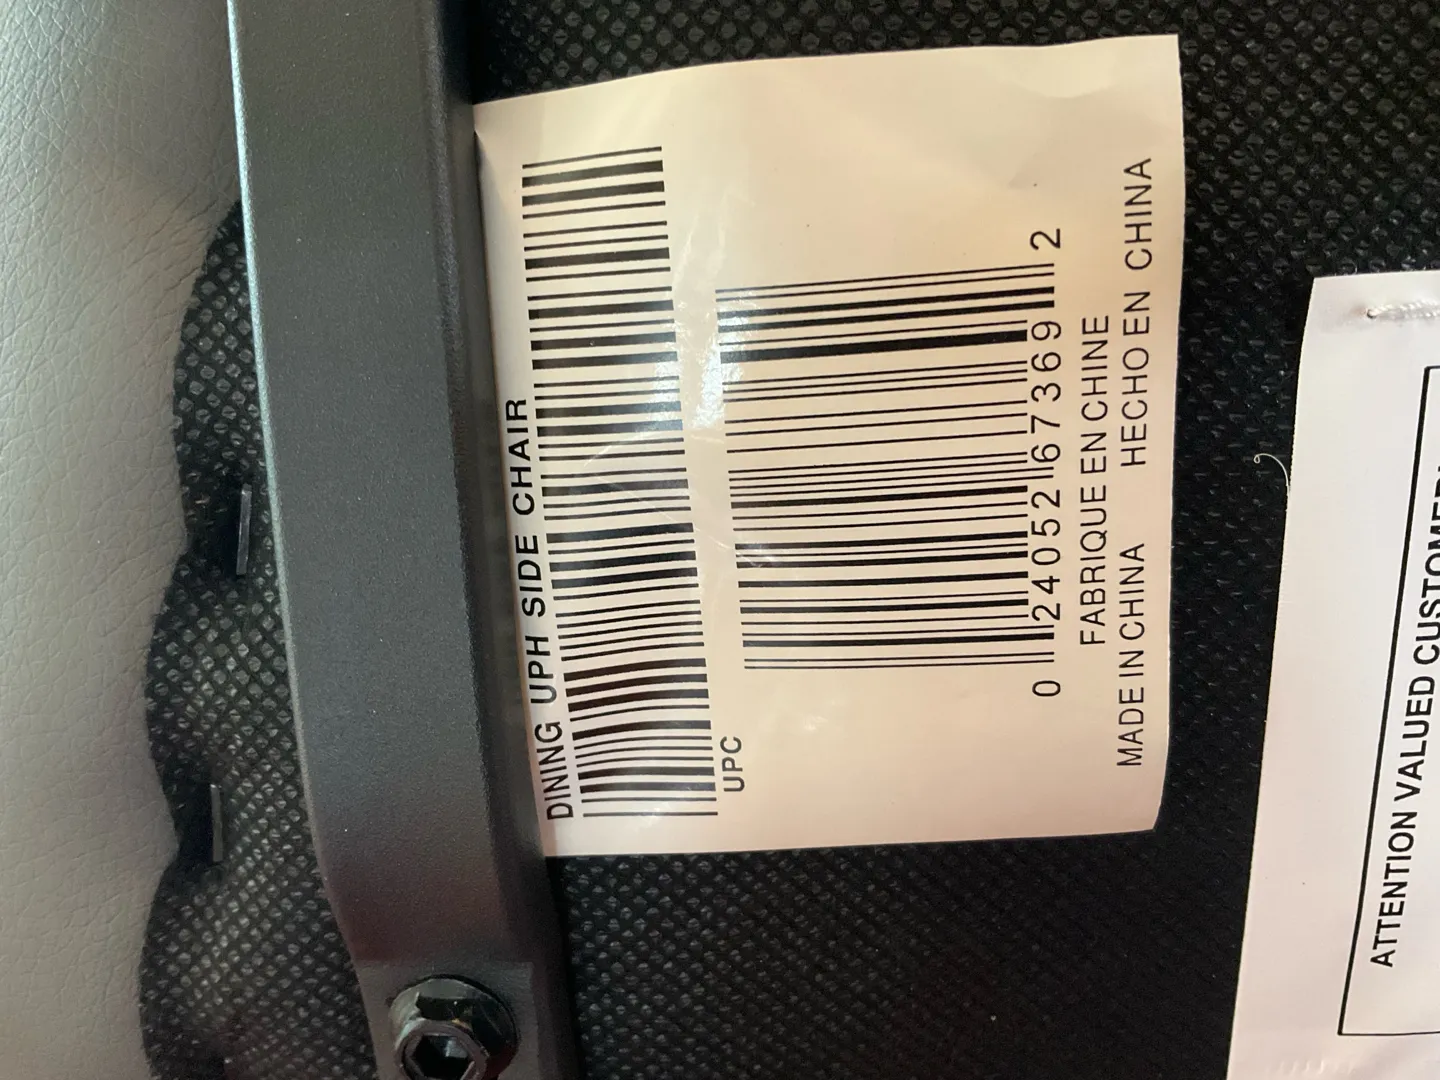 DINING UPH SIDE CHAIR
UPC
0 24052 67369 2
FABRIQUE EN CHINE
MADE IN CHINA HECHO EN CHINA
ATTENTION VALUED